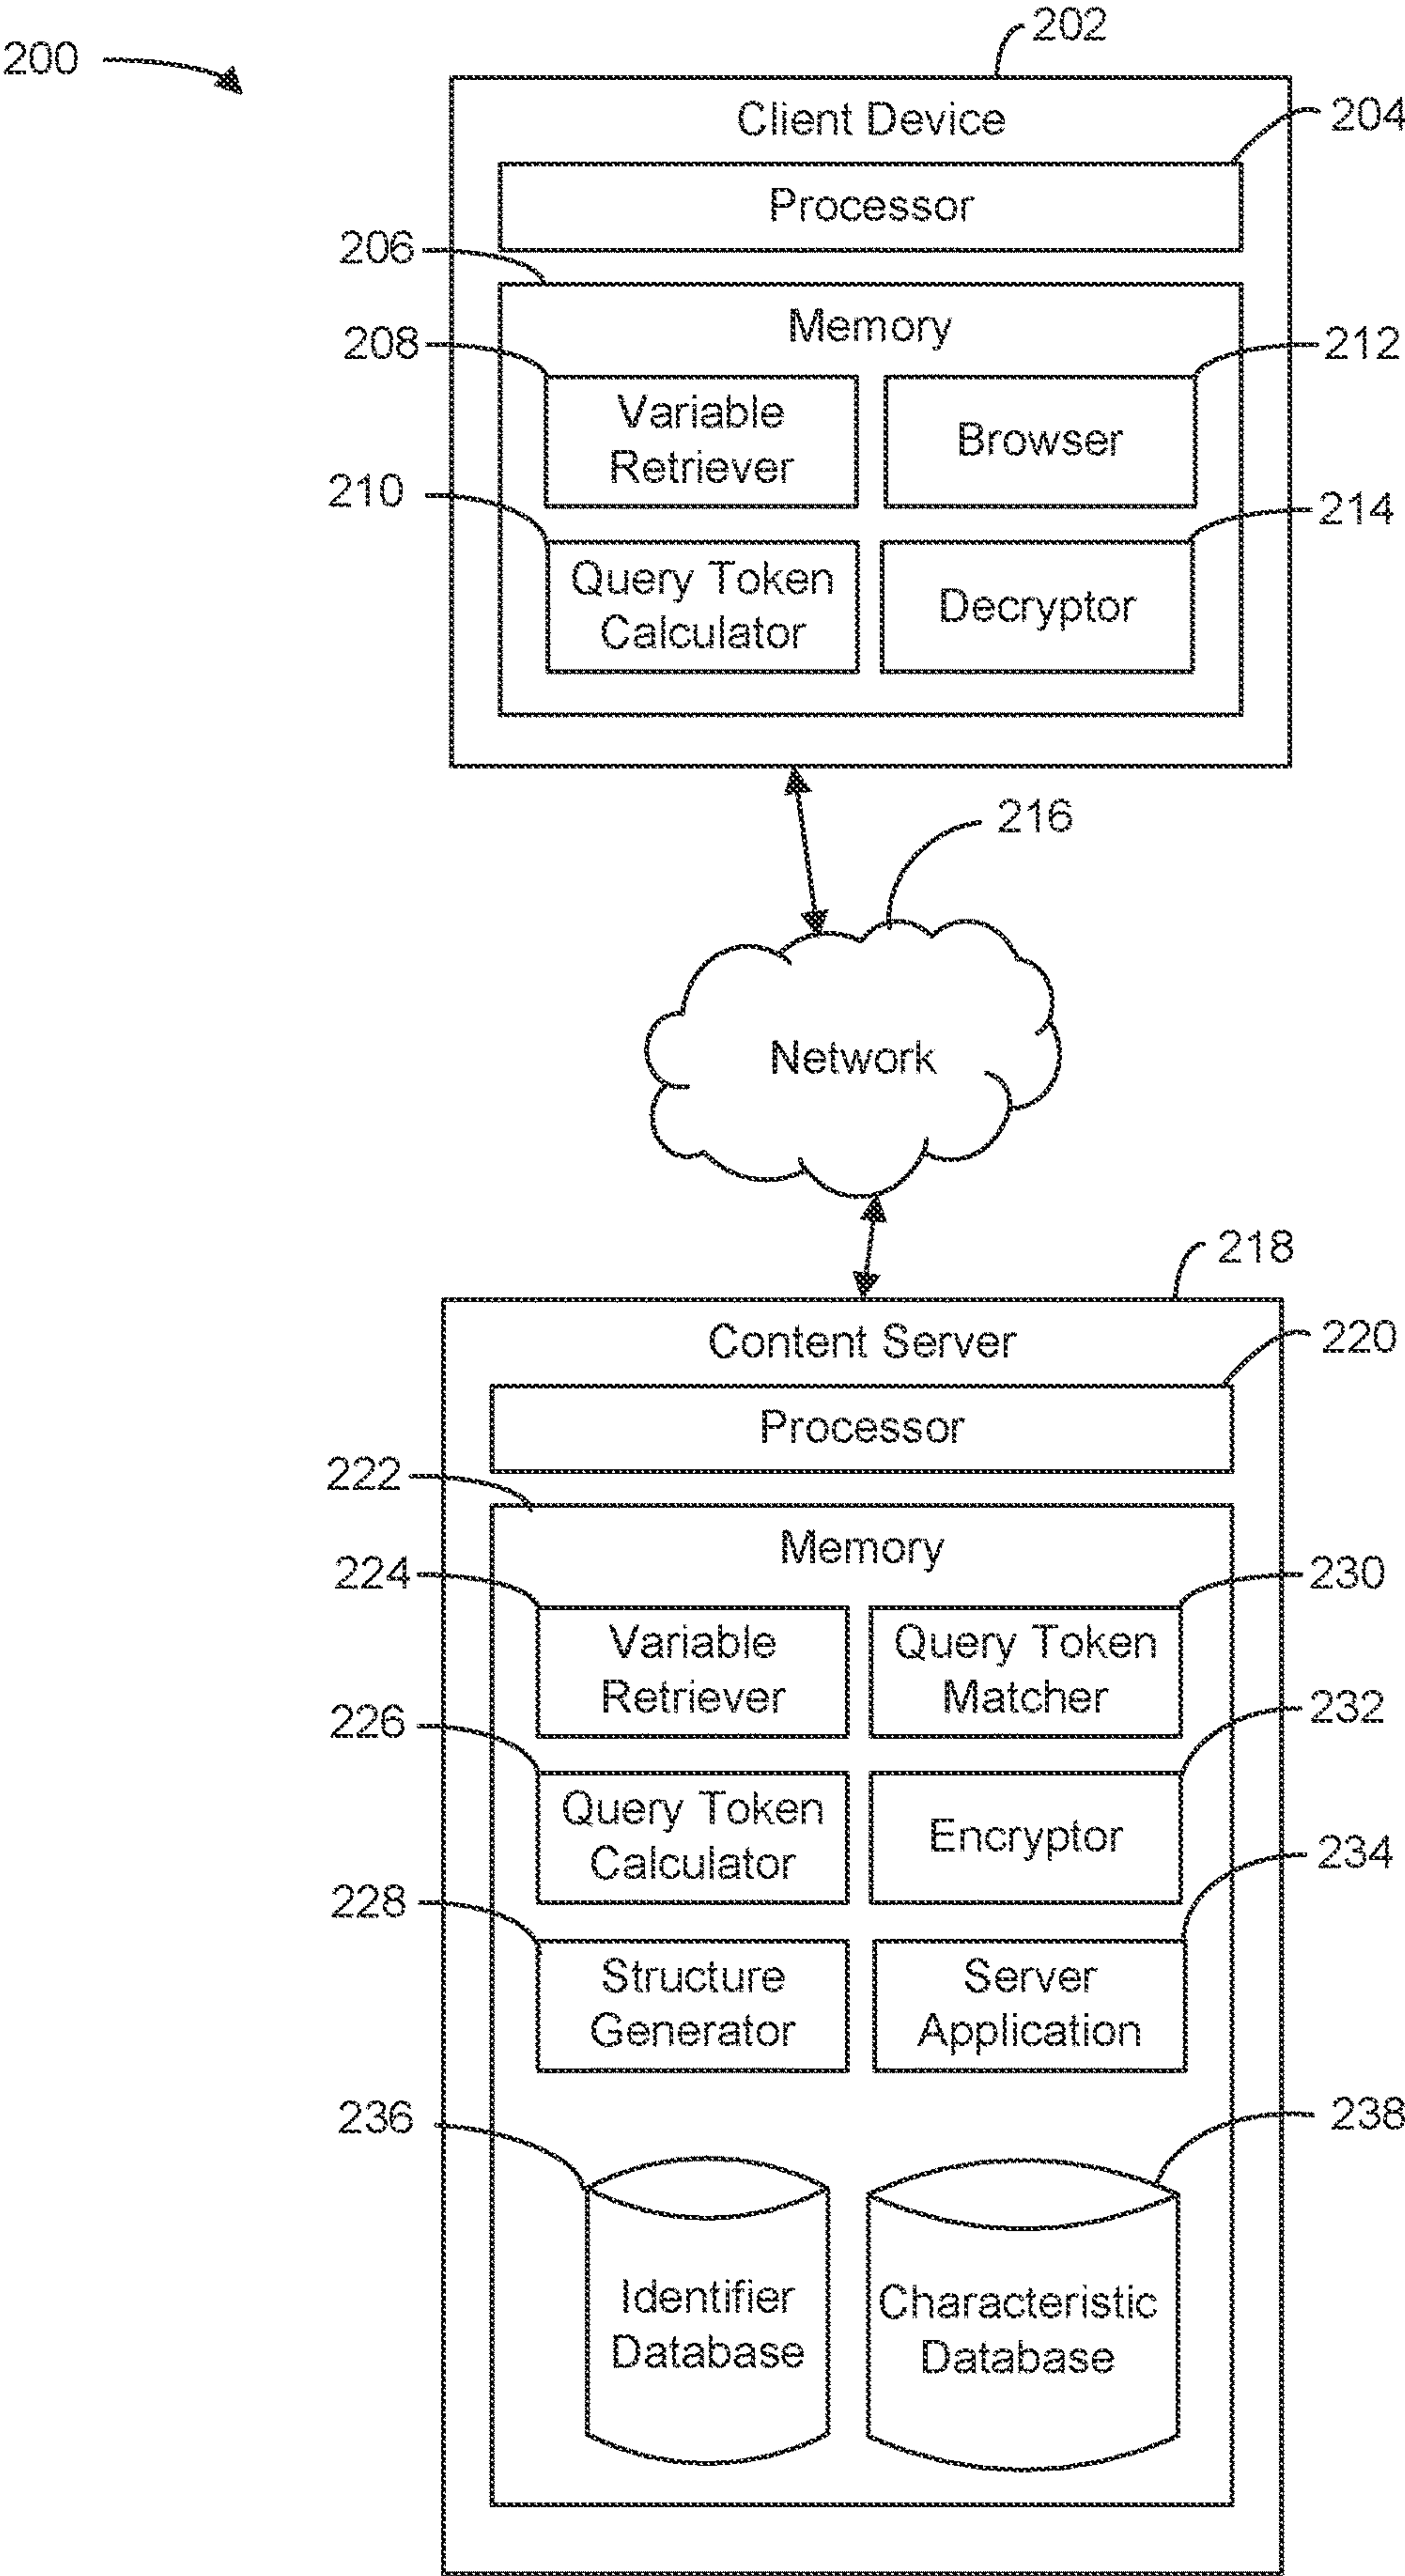 200
202
Client Device
204
Processor
206
Memory
208
212
Variable
Retriever
Browser
210
214
Query Token
Calculator
Decryptor
216
Network
218
Content Server
220
Processor
222
Memory
224
230
Variable
Retriever
Query Token
Matcher
226
232
Query Token
Calculator
Encryptor
234
228
Structure
Generator
Server
Application
236
238
Identifier
Database
Characteristic
Database